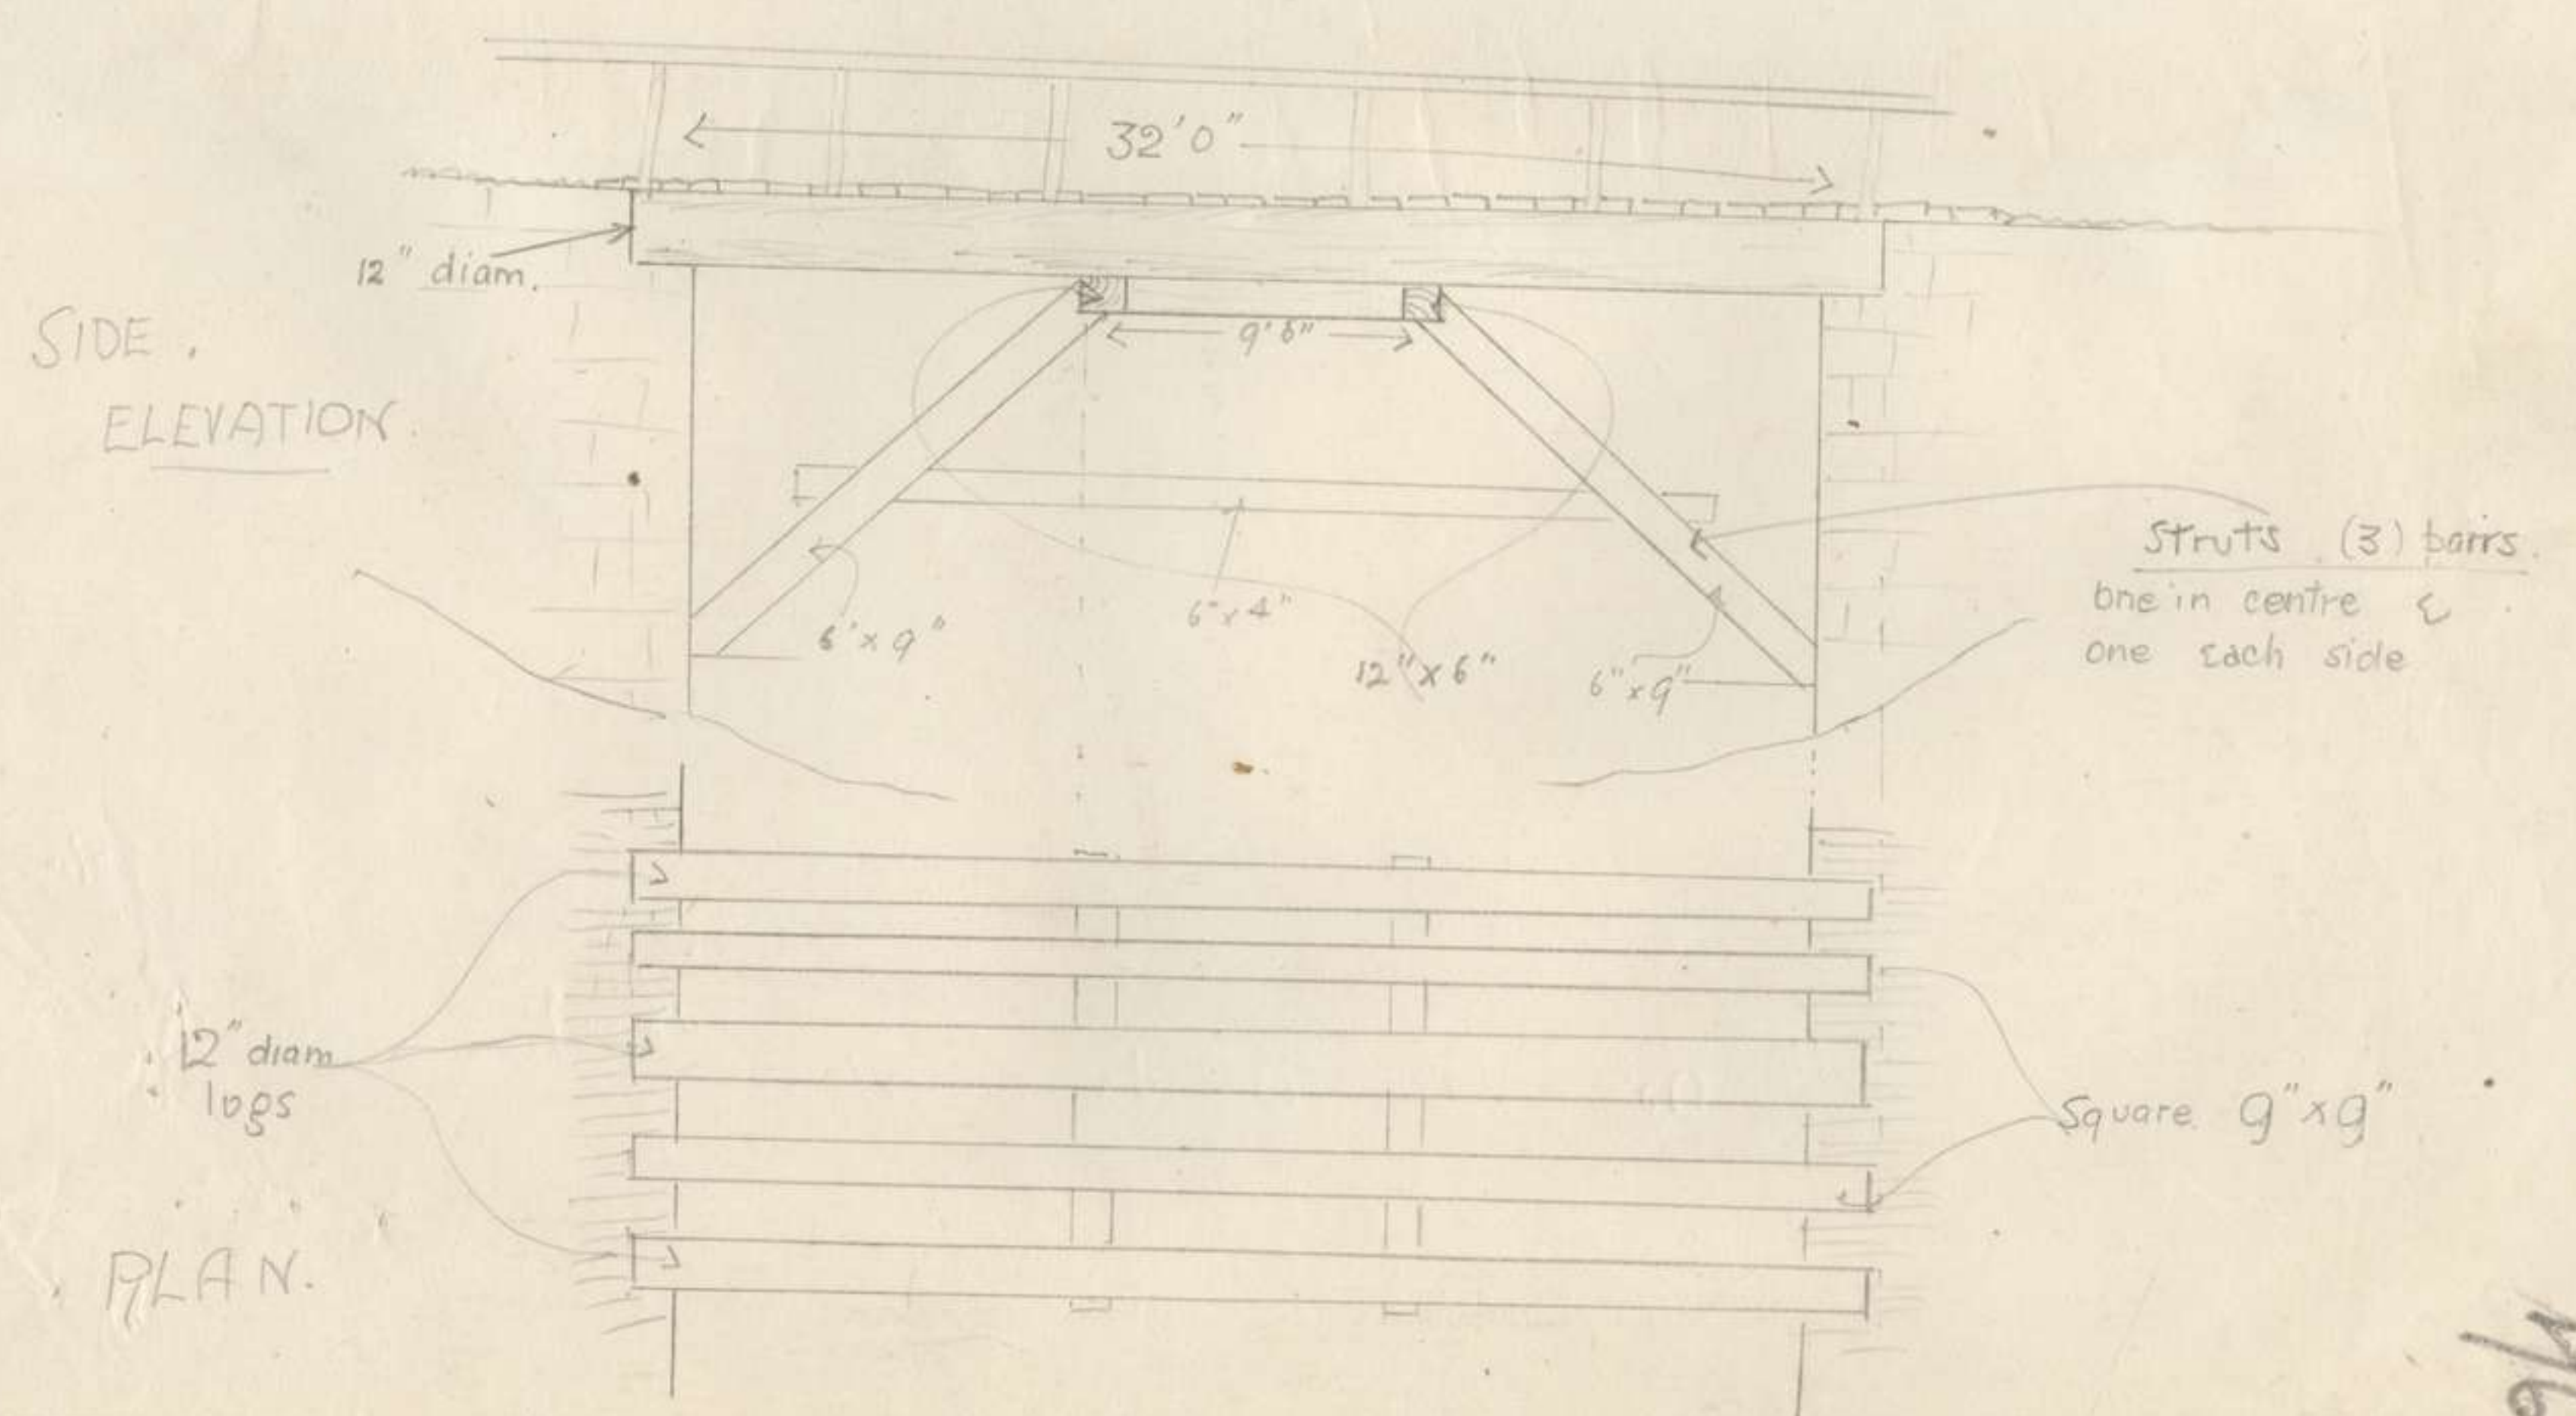 32'0"
12" diam.
SIDE.
ELEVATION.
9'6"
Struts (3) pairs.
one in centre &
one each side
6"x4"
6"x9"
12"x6"
6"x9"
12" diam
logs
Square 9"x9"
PLAN.